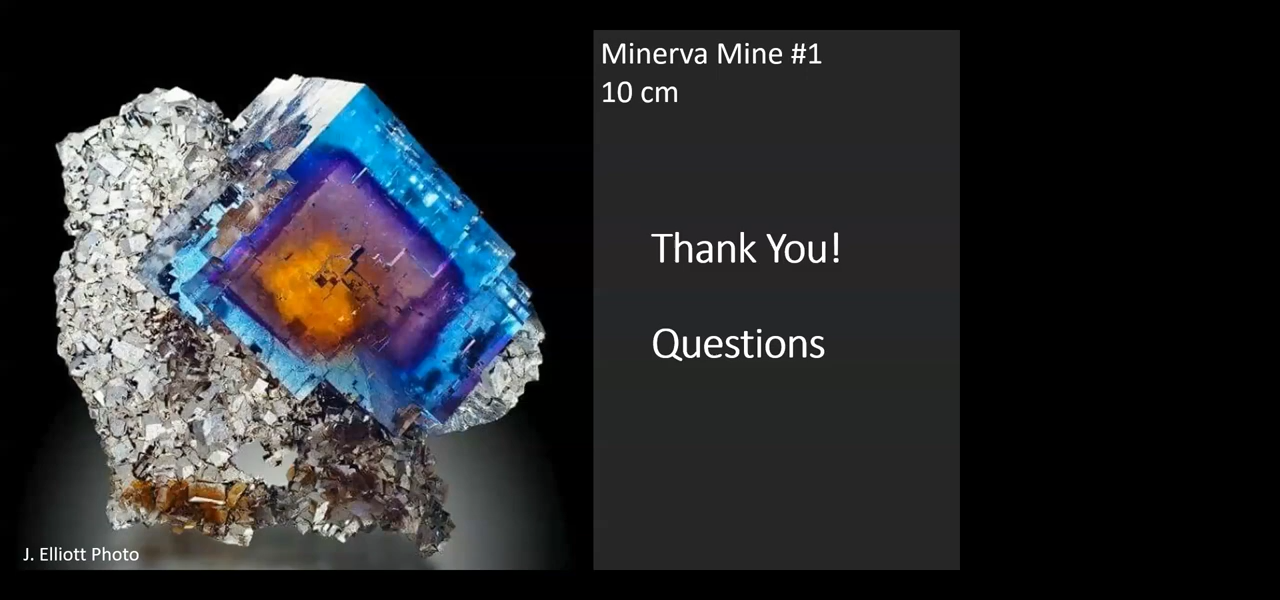 Minerva Mine #1
10 cm
Thank You!
Questions
J. Elliott Photo